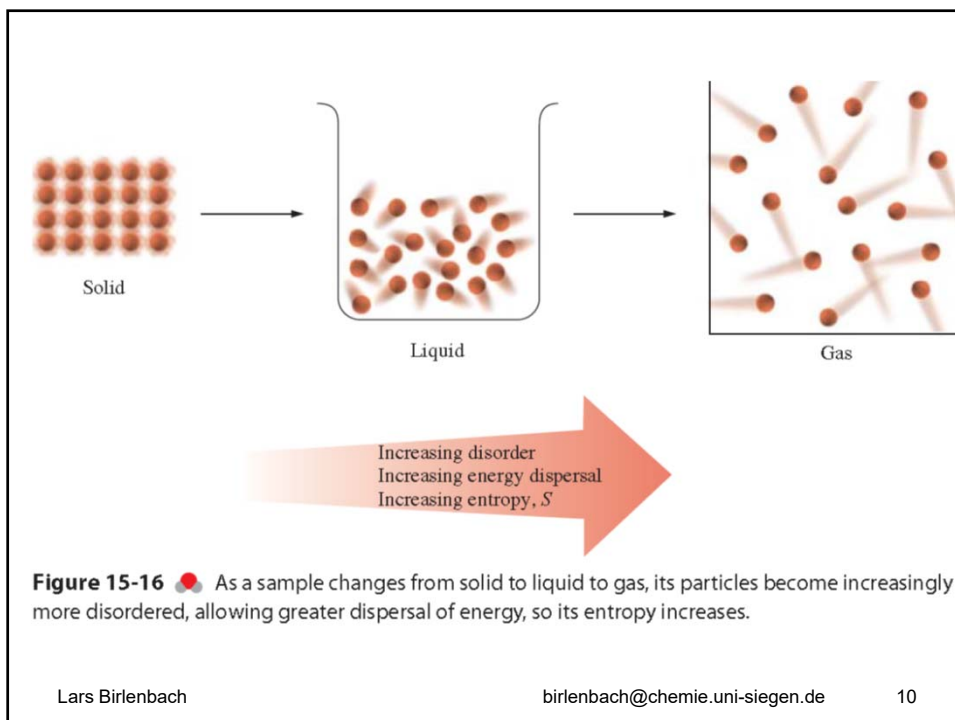 Solid
Liquid
Gas
Increasing disorder
Increasing energy dispersal
Increasing entropy, S
Figure 15-16 As a sample changes from solid to liquid to gas, its particles become increasingly
more disordered, allowing greater dispersal of energy, so its entropy increases.
Lars Birlenbach birlenbach@chemie.uni-siegen.de 10